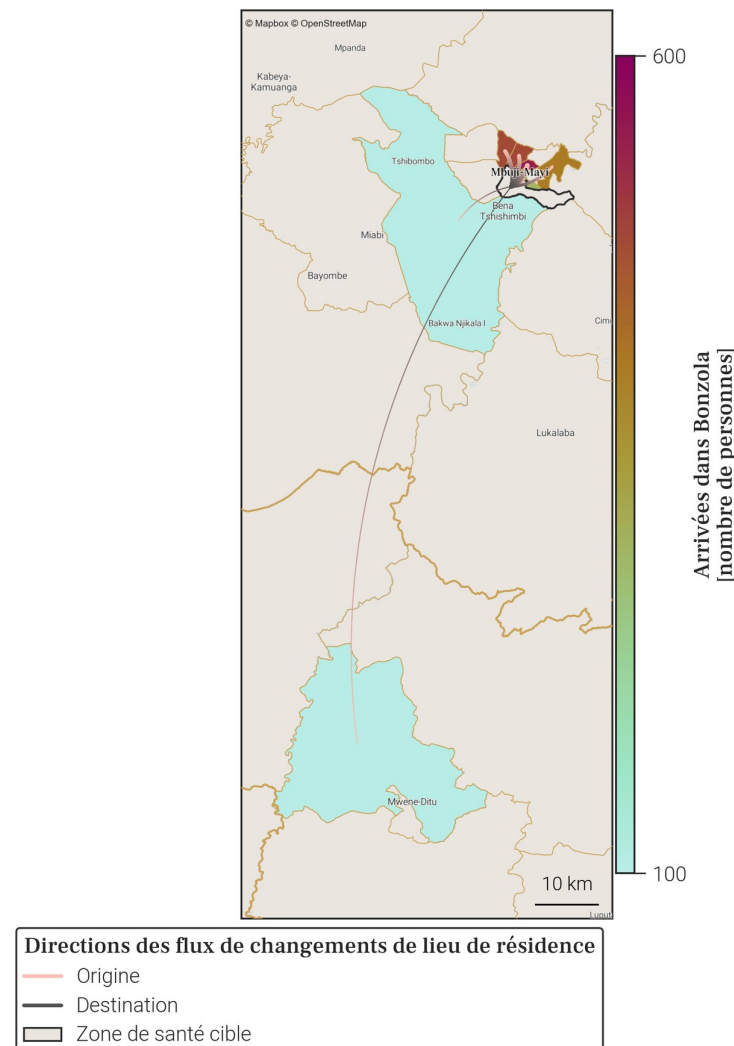 © Mapbox © OpenStreetMap
Mpanda
Kabeya-
Kamuanga
Tshibombo
Mbuji-Mayi
Bena
Tshishimbi
Miabi
Bayombe
Bakwa Njikala I
Lukalaba
Mwene-Ditu
10 km
600
100
Arrivées dans Bonzola
[nombre de personnes]
Directions des flux de changements de lieu de résidence
Origine
Destination
Zone de santé cible